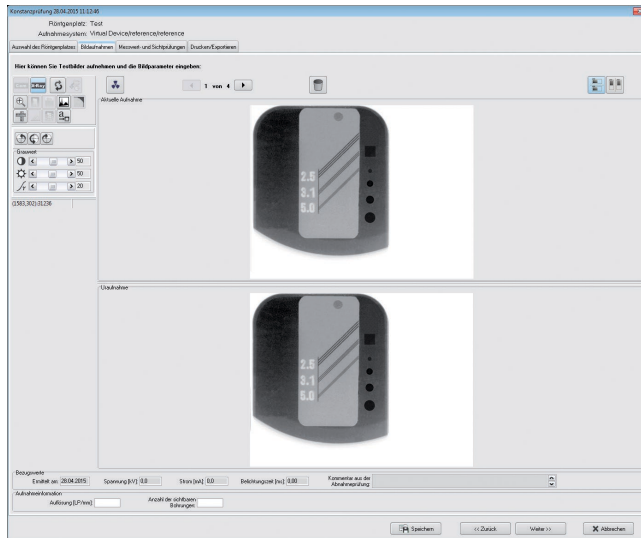 Konstanzprüfung 28.04.2015 11:12:46
Röntgenplatz: Test
Aufnahmesystem: Virtual Device/reference/reference
Auswahl des Röntgenplatzes Bildaufnahmen Messwert- und Sichtprüfungen Drucken/Exportieren
Hier können Sie Testbilder aufnehmen und die Bildparameter eingeben:
X-Ray
1 von 4
Aktuelle Aufnahme
Grauwert
50
50
20
(1583,302):31236
2.5
3.1
5.0
Uraufnahme
2.5
3.1
5.0
Bezugswerte
Ermittelt am: 28.04.2015 Spannung [kV]: 0,0 Strom [mA]: 0,0 Belichtungszeit [ms]: 0,00 Kommentar aus der Abnahmeprüfung:
Aufnahmeinformation
Auflösung [LP/mm]: Anzahl der sichtbaren Bohrungen:
Speichern << Zurück Weiter >> Abbrechen